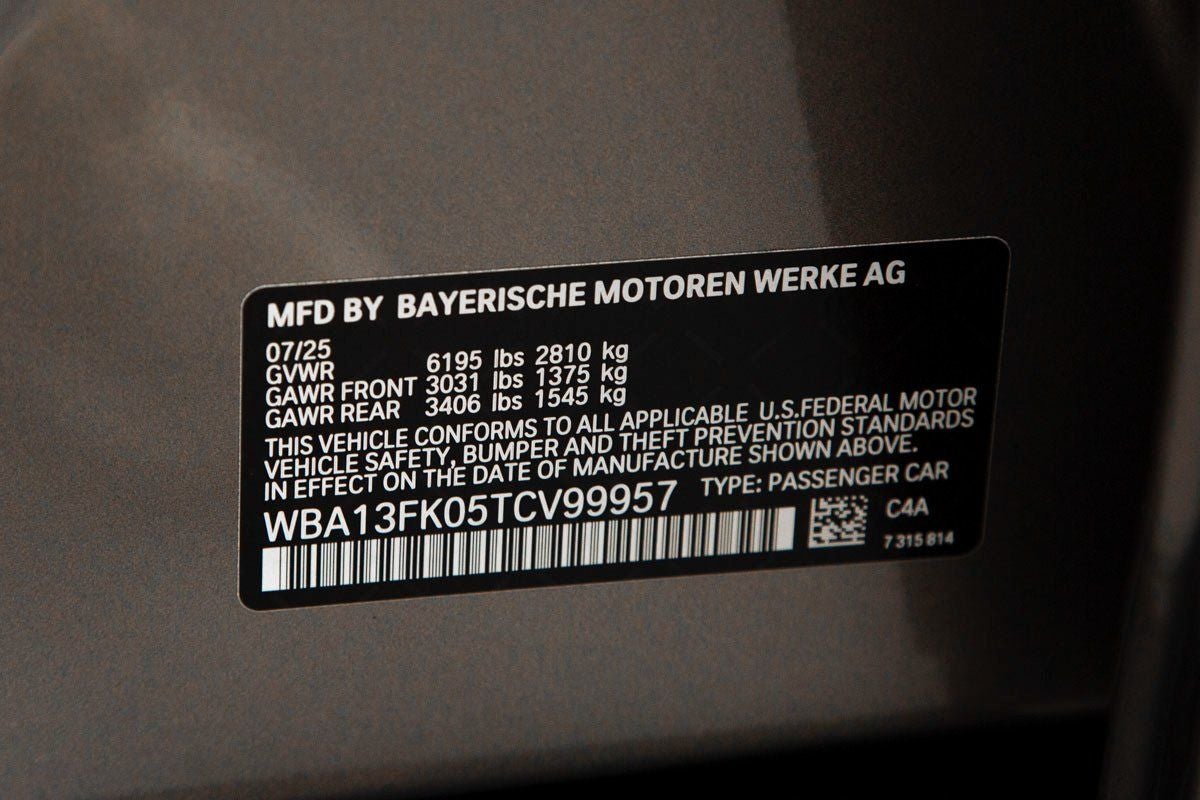 MFD BY BAYERISCHE MOTOREN WERKE AG
07/25
GVWR 6195 lbs 2810 kg
GAWR FRONT 3031 lbs 1375 kg
GAWR REAR 3406 lbs 1545 kg
THIS VEHICLE CONFORMS TO ALL APPLICABLE U.S.FEDERAL MOTOR
VEHICLE SAFETY, BUMPER AND THEFT PREVENTION STANDARDS
IN EFFECT ON THE DATE OF MANUFACTURE SHOWN ABOVE.
WBA13FK05TCV99957 TYPE: PASSENGER CAR
C4A
7 315 814